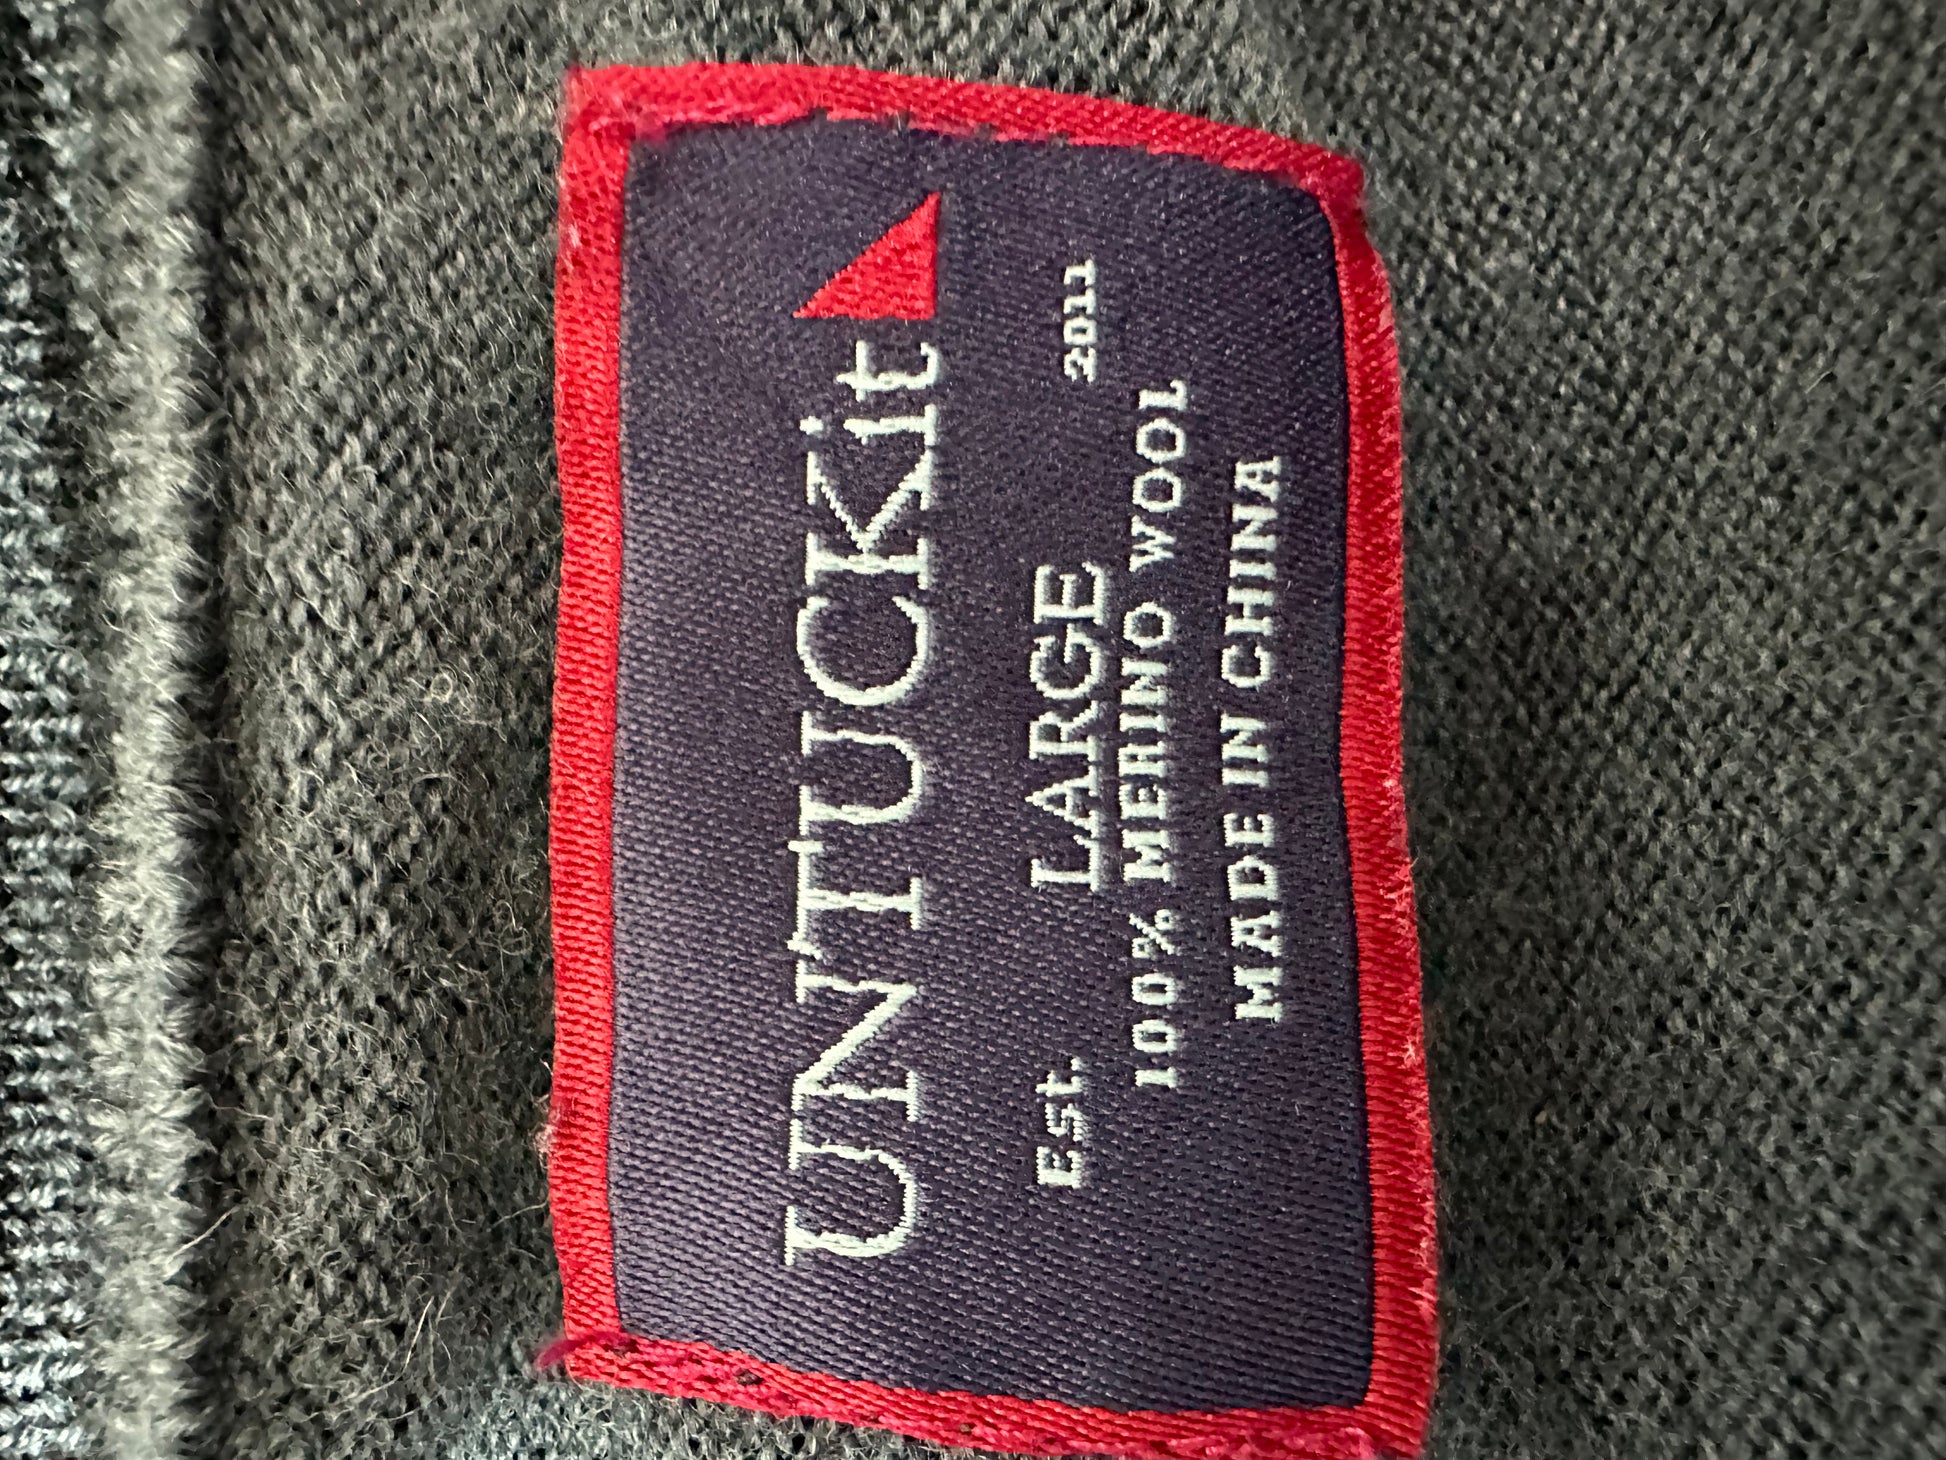 UNTUCKit
Est. LARGE 2011
100% MERINO WOOL
MADE IN CHINA